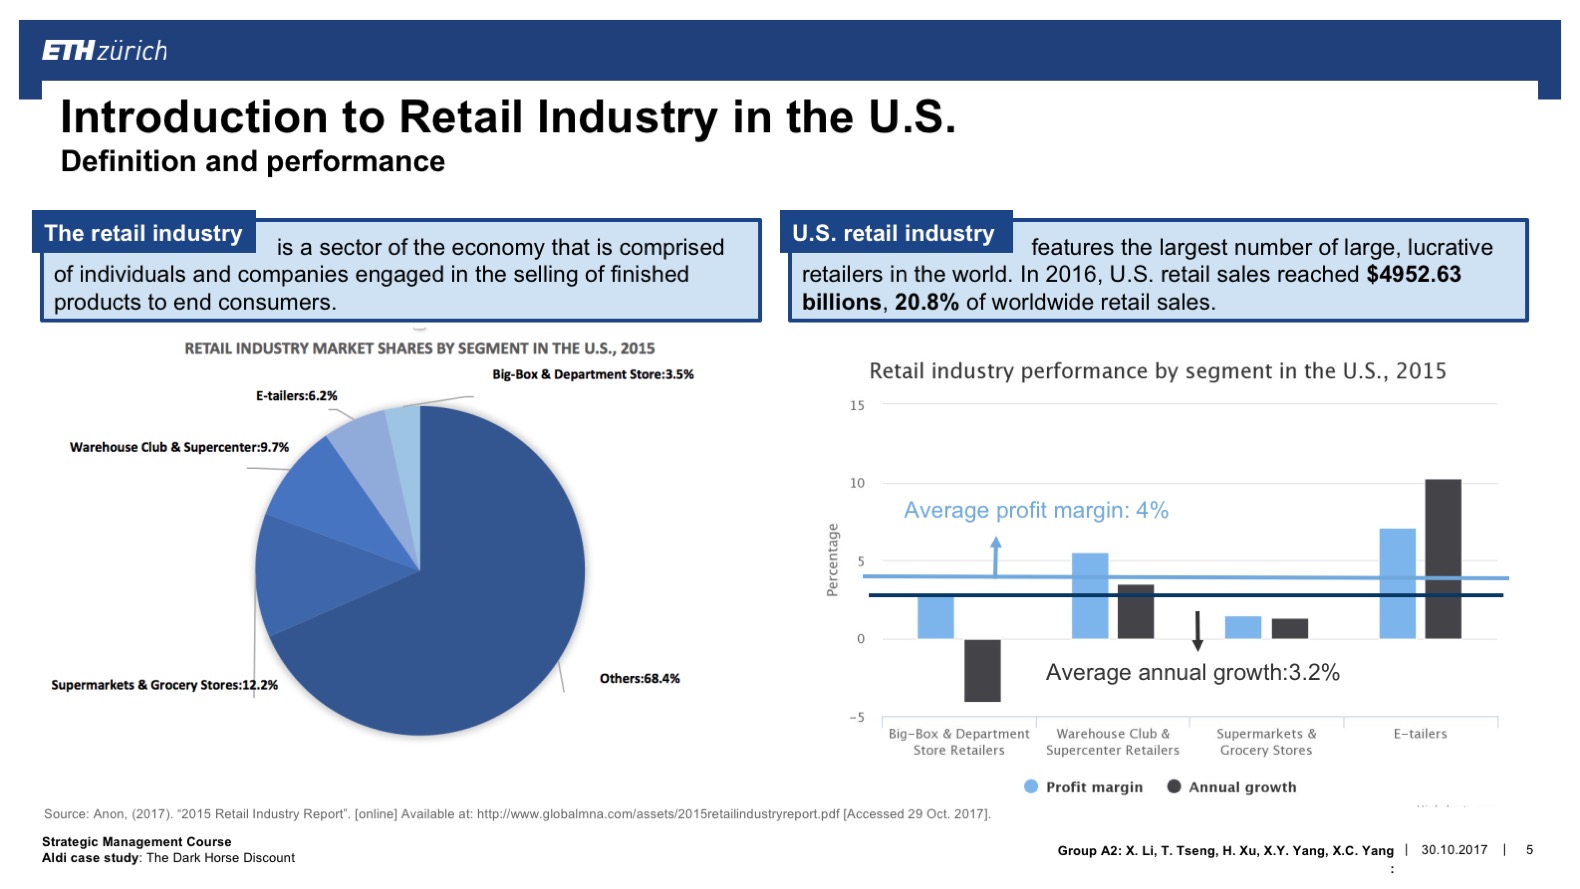 ETH zürich
Introduction to Retail Industry in the U.S.
Definition and performance
The retail industry
is a sector of the economy that is comprised
of individuals and companies engaged in the selling of finished
products to end consumers.
U.S. retail industry
features the largest number of large, lucrative
retailers in the world. In 2016, U.S. retail sales reached $4952.63
billions, 20.8% of worldwide retail sales.
RETAIL INDUSTRY MARKET SHARES BY SEGMENT IN THE U.S., 2015
Big-Box & Department Store:3.5%
E-tailers:6.2%
Warehouse Club & Supercenter:9.7%
Supermarkets & Grocery Stores:12.2%
Others:68.4%
Retail industry performance by segment in the U.S., 2015
15
10
5
0
-5
Percentage
Average profit margin: 4%
Average annual growth:3.2%
Big-Box & Department
Store Retailers
Warehouse Club &
Supercenter Retailers
Supermarkets &
Grocery Stores
E-tailers
Profit margin
Annual growth
Source: Anon, (2017). “2015 Retail Industry Report”. [online] Available at: http://www.globalmna.com/assets/2015retailindustryreport.pdf [Accessed 29 Oct. 2017].
Strategic Management Course
Aldi case study: The Dark Horse Discount
Group A2: X. Li, T. Tseng, H. Xu, X.Y. Yang, X.C. Yang | 30.10.2017 | 5
: